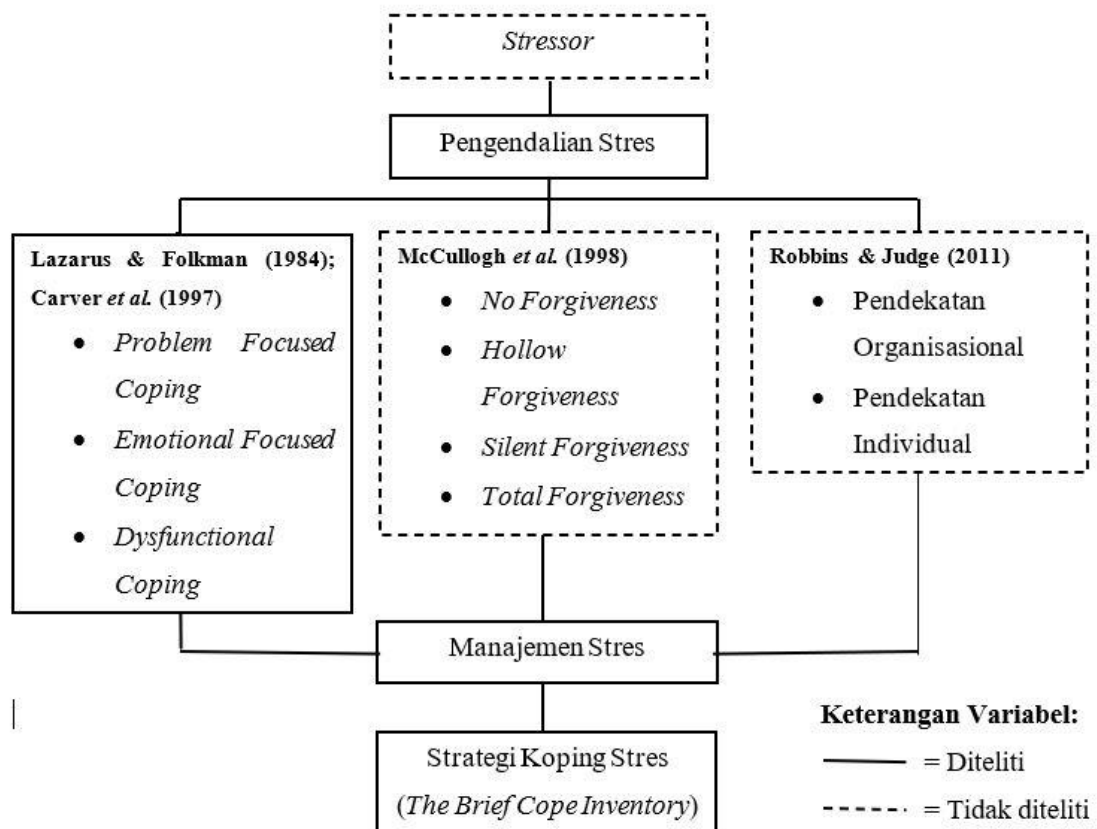 Stressor
Pengendalian Stres
Lazarus & Folkman (1984);
Carver et al. (1997)
• Problem Focused
Coping
• Emotional Focused
Coping
• Dysfunctional
Coping
McCullogh et al. (1998)
• No Forgiveness
• Hollow
Forgiveness
• Silent Forgiveness
• Total Forgiveness
Robbins & Judge (2011)
• Pendekatan
Organisasional
• Pendekatan
Individual
Manajemen Stres
Strategi Koping Stres
(The Brief Cope Inventory)
Keterangan Variabel:
= Diteliti
= Tidak diteliti